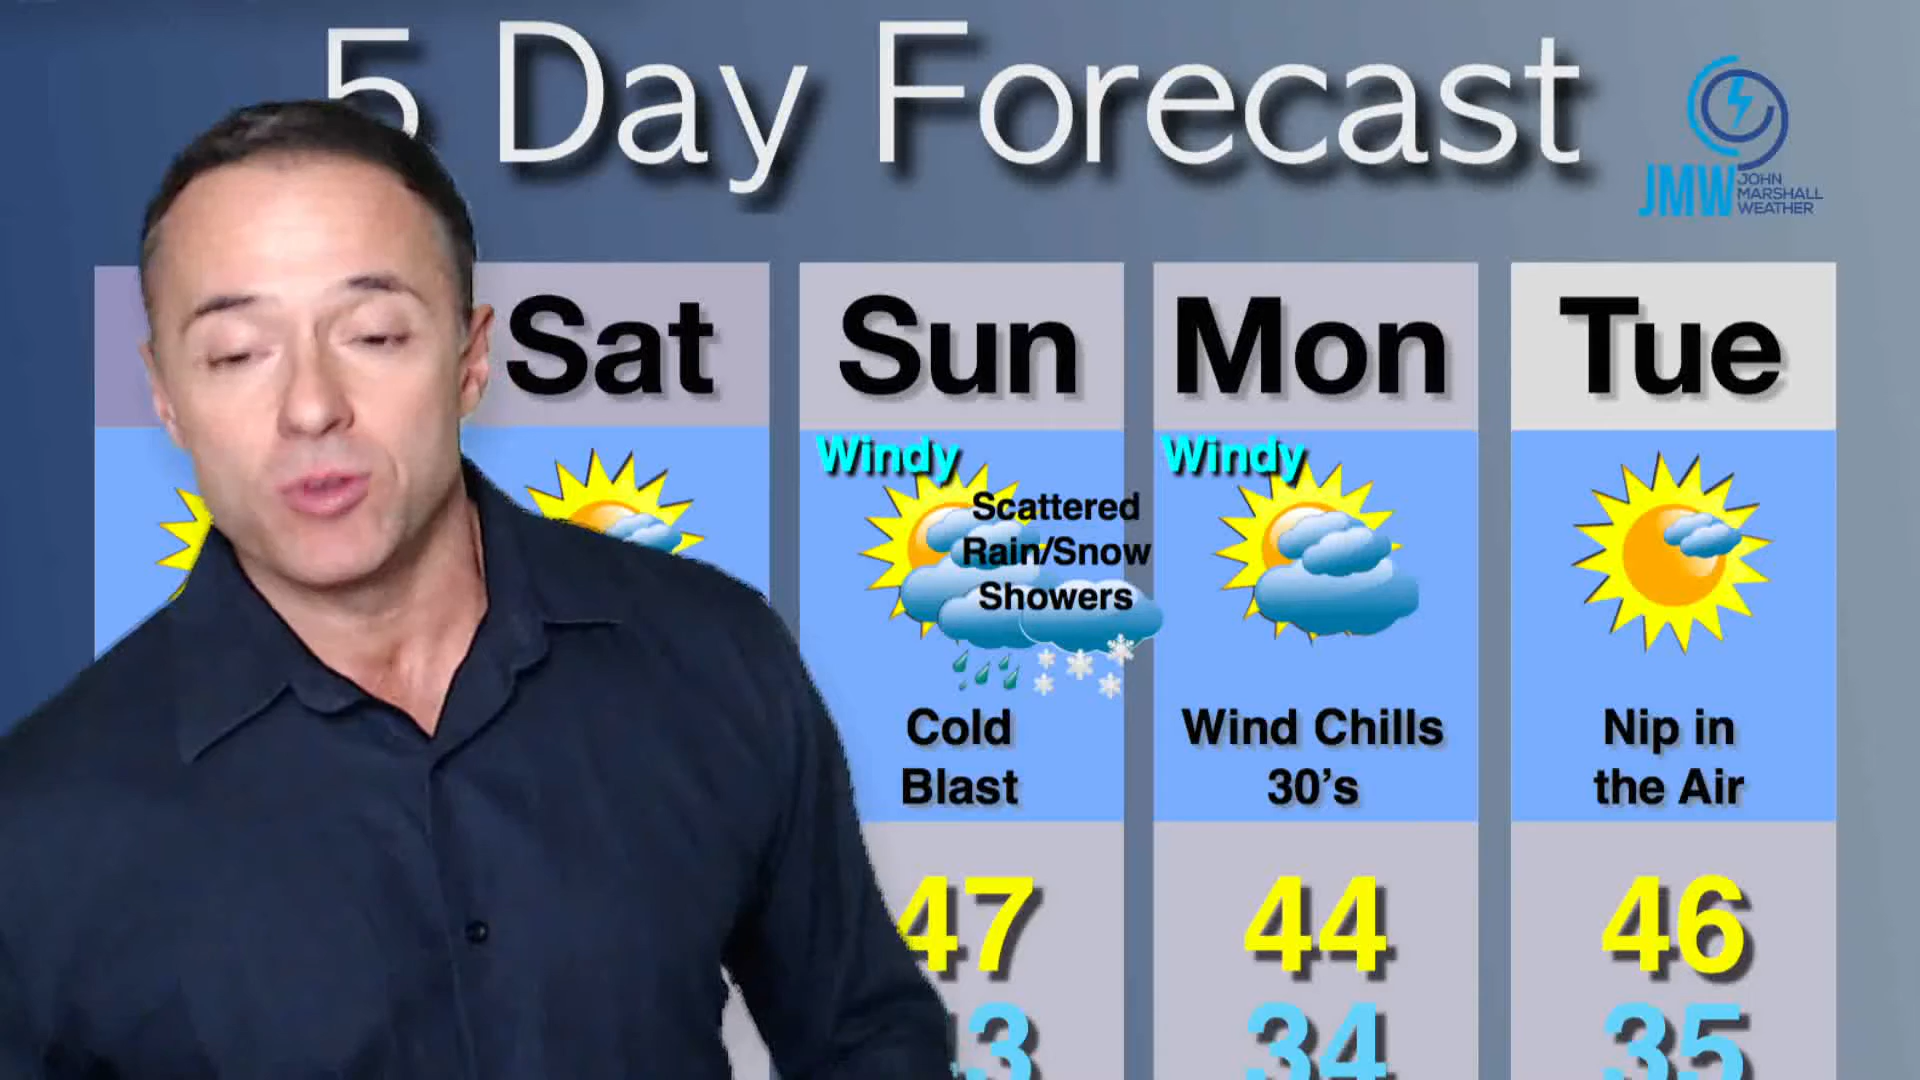 5 Day Forecast
JMW JOHN
MARSHALL
WEATHER
Sat Sun Mon Tue
Windy Windy
Scattered
Rain/Snow
Showers
Cold Wind Chills Nip in
Blast 30's the Air
47 44 46
34 35